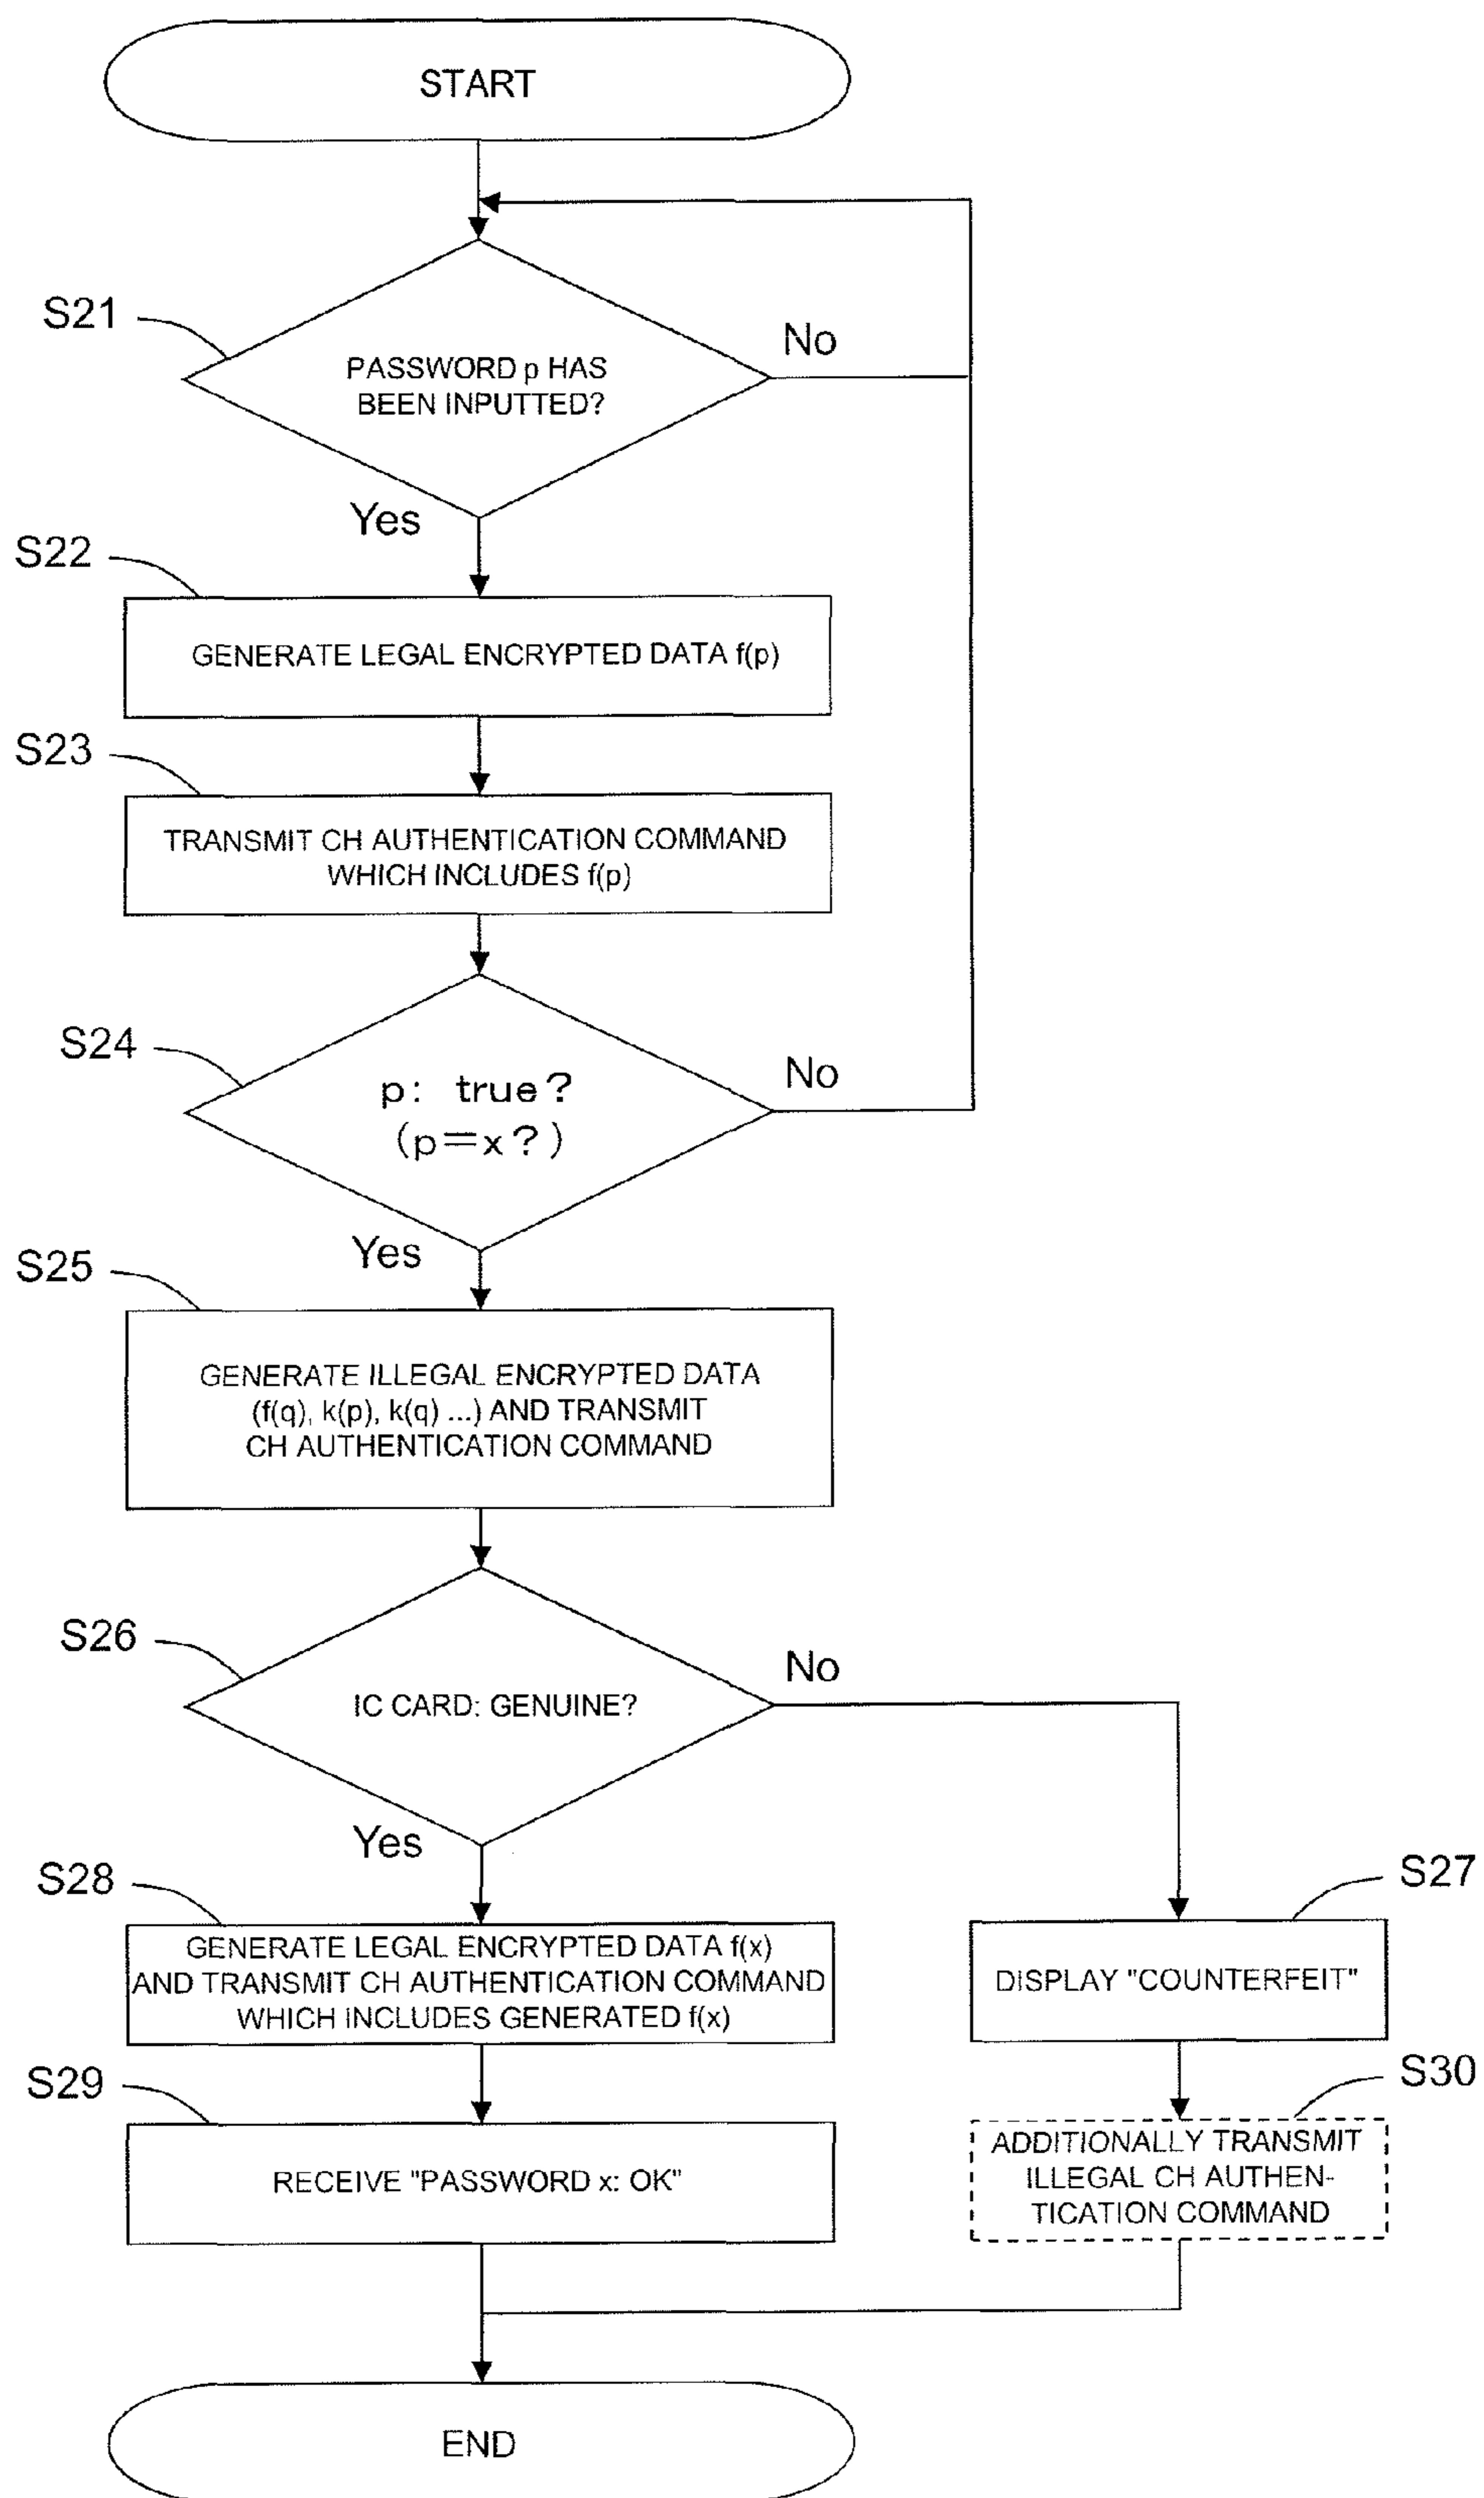 START
S21
PASSWORD p HAS
BEEN INPUTTED?
No
Yes
S22
GENERATE LEGAL ENCRYPTED DATA f(p)
S23
TRANSMIT CH AUTHENTICATION COMMAND
WHICH INCLUDES f(p)
S24
p: true?
(p=x?)
No
Yes
S25
GENERATE ILLEGAL ENCRYPTED DATA
(f(q), k(p), k(q) ...) AND TRANSMIT
CH AUTHENTICATION COMMAND
S26
IC CARD: GENUINE?
No
Yes
S28
GENERATE LEGAL ENCRYPTED DATA f(x)
AND TRANSMIT CH AUTHENTICATION COMMAND
WHICH INCLUDES GENERATED f(x)
S27
DISPLAY "COUNTERFEIT"
S29
RECEIVE "PASSWORD x: OK"
S30
ADDITIONALLY TRANSMIT
ILLEGAL CH AUTHEN-
TICATION COMMAND
END